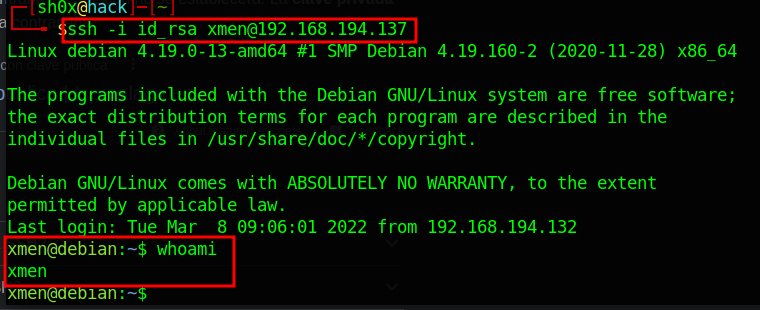 ┌─[sh0x@hack]─[~]
└──╼ $ssh -i id_rsa xmen@192.168.194.137
Linux debian 4.19.0-13-amd64 #1 SMP Debian 4.19.160-2 (2020-11-28) x86_64
The programs included with the Debian GNU/Linux system are free software;
the exact distribution terms for each program are described in the
individual files in /usr/share/doc/*/copyright.
Debian GNU/Linux comes with ABSOLUTELY NO WARRANTY, to the extent
permitted by applicable law.
Last login: Tue Mar  8 09:06:01 2022 from 192.168.194.132
xmen@debian:~$ whoami
xmen
xmen@debian:~$